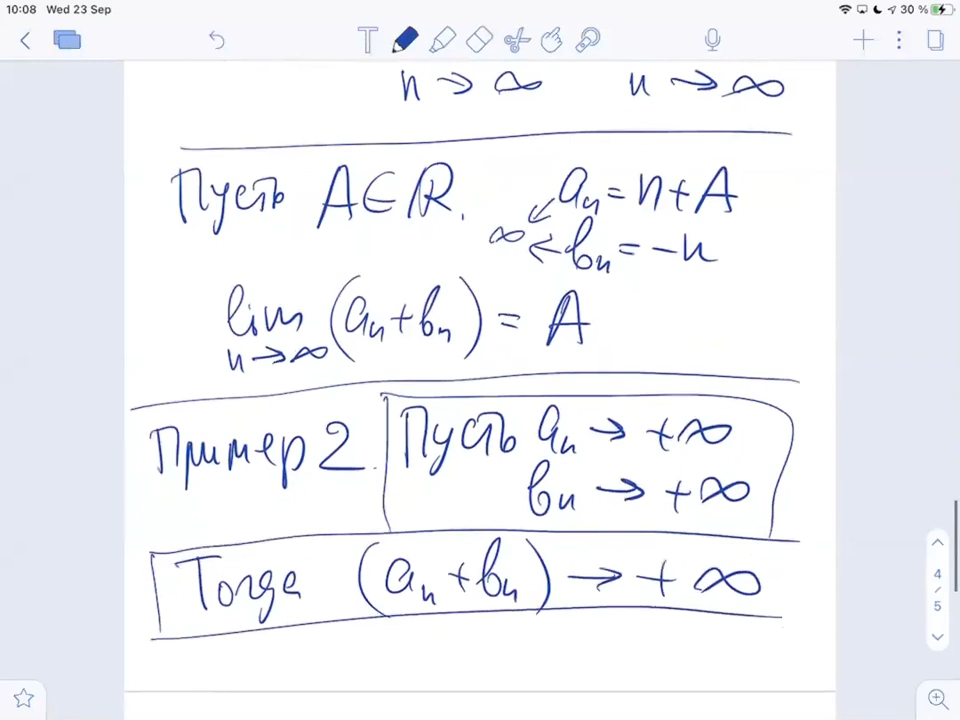 10:08 Wed 23 Sep
30 %
n → ∞ n → ∞
Пусть A ∈ ℝ. aₙ = n + A
∞ bₙ = −n
lim (aₙ + bₙ) = A
n → ∞
Пример 2. Пусть aₙ → +∞
bₙ → +∞
Тогда (aₙ + bₙ) → + ∞
4
/
5